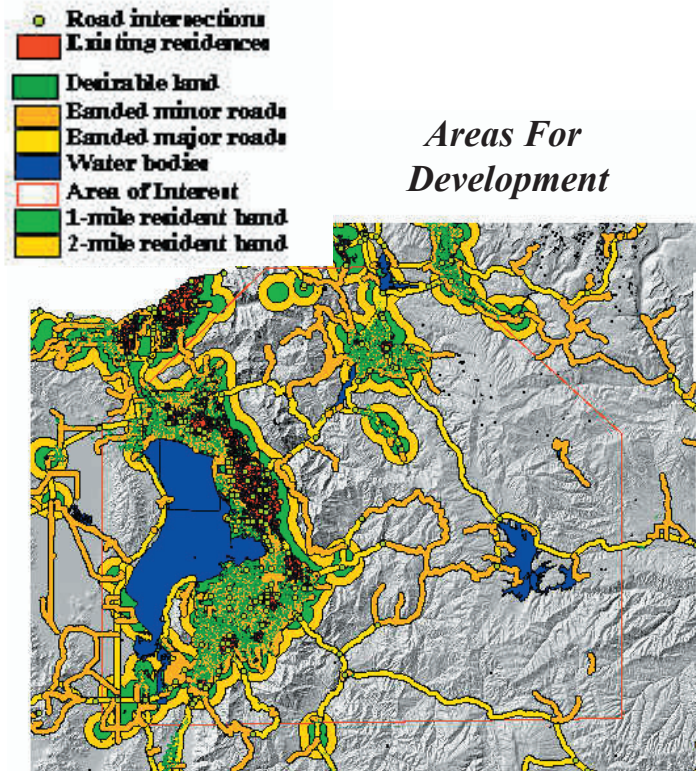 Road intersections
Existing residences
Desirable land
Banded minor roads
Banded major roads
Water bodies
Area of Interest
1-mile resident band
2-mile resident band
Areas For
Development